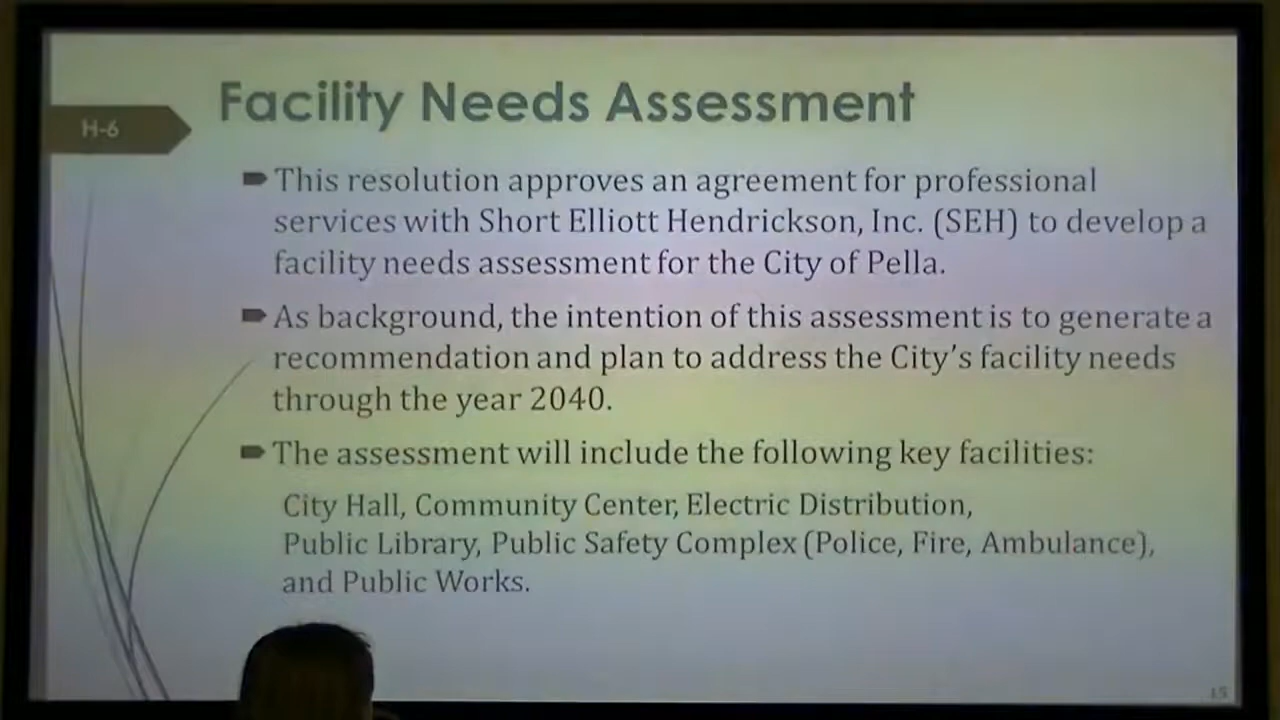 Facility Needs Assessment
H-6
This resolution approves an agreement for professional
services with Short Elliott Hendrickson, Inc. (SEH) to develop a
facility needs assessment for the City of Pella.
As background, the intention of this assessment is to generate a
recommendation and plan to address the City's facility needs
through the year 2040.
The assessment will include the following key facilities:
City Hall, Community Center, Electric Distribution,
Public Library, Public Safety Complex (Police, Fire, Ambulance),
and Public Works.
15